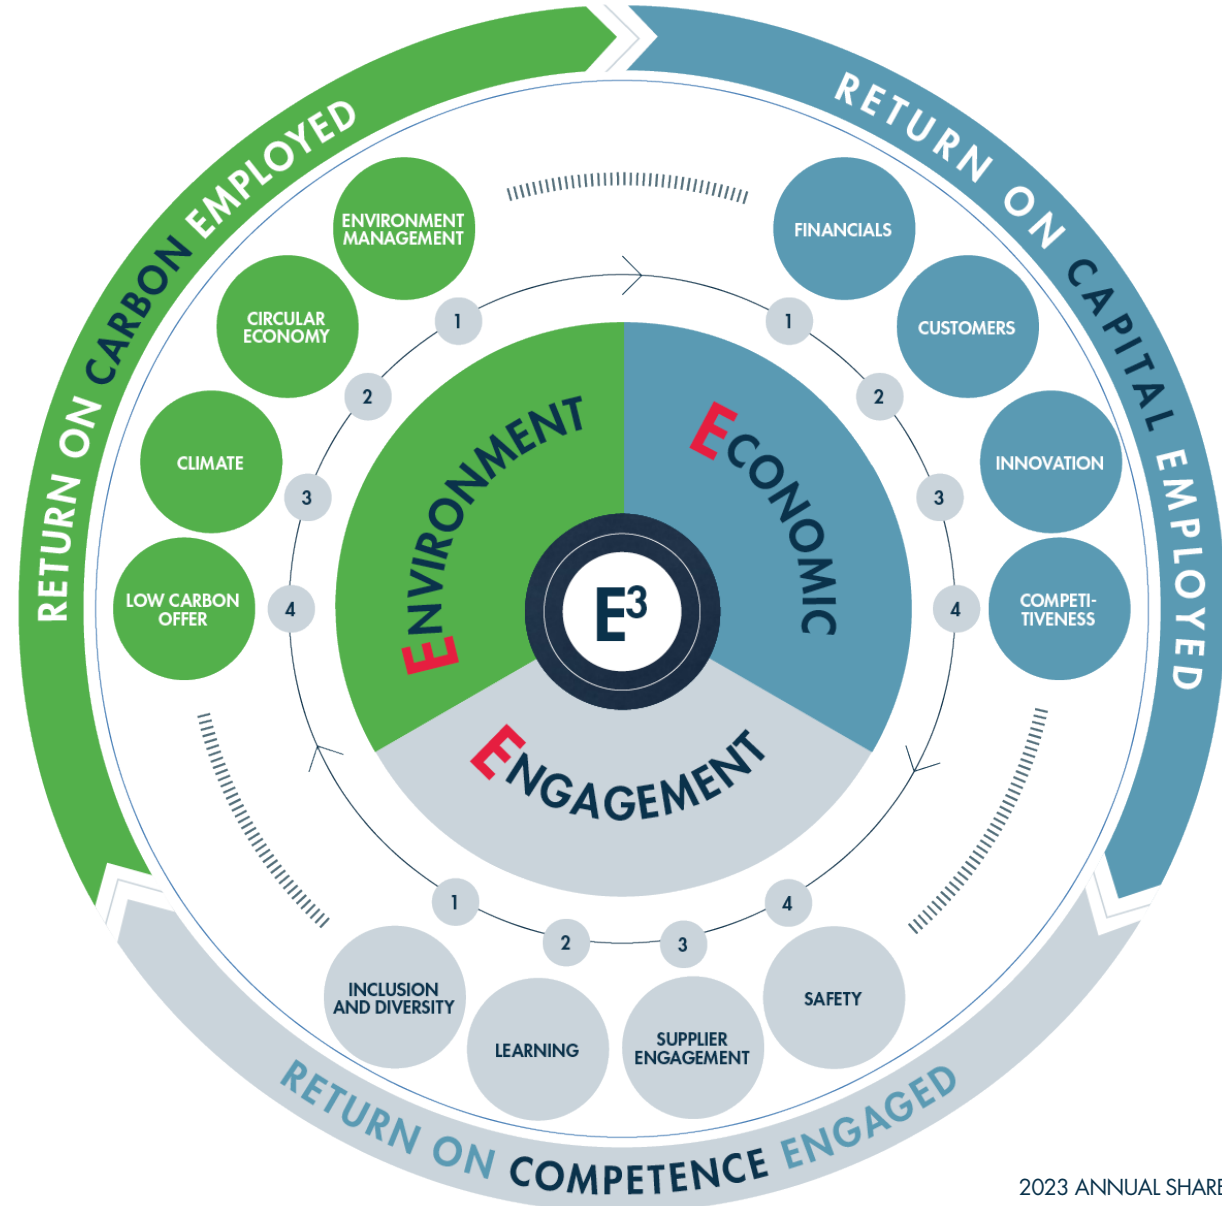 RETURN ON CARBON EMPLOYED
RETURN ON CAPITAL EMPLOYED
ENVIRONMENT
MANAGEMENT
FINANCIALS
CIRCULAR
ECONOMY
CUSTOMERS
1
1
2
2
CLIMATE
INNOVATION
3
3
ENVIRONMENT
ECONOMIC
LOW CARBON
OFFER
4
E³
4
COMPETI-
TIVENESS
ENGAGEMENT
1
2
3
4
INCLUSION
AND DIVERSITY
LEARNING
SUPPLIER
ENGAGEMENT
SAFETY
RETURN ON COMPETENCE ENGAGED
2023 ANNUAL SHARE